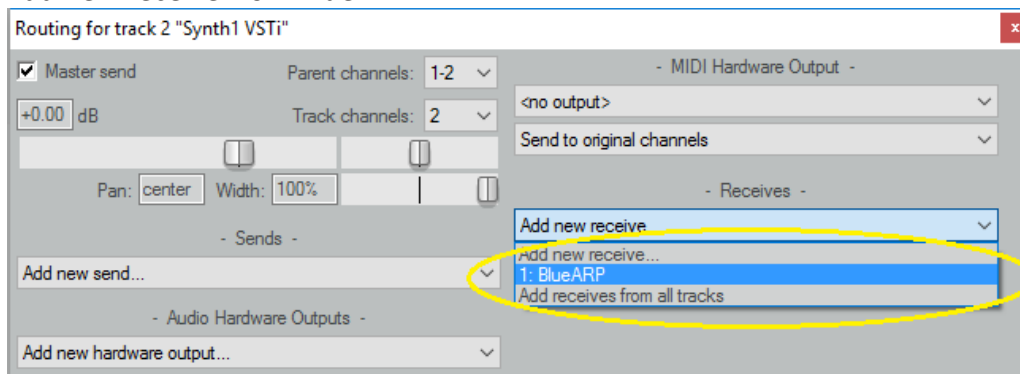 Routing for track 2 "Synth1 VSTi"
x
Master send
Parent channels: 1-2
+0.00 dB
Track channels: 2
Pan: center Width: 100%
- Sends -
Add new send...
- Audio Hardware Outputs -
Add new hardware output...
- MIDI Hardware Output -
<no output>
Send to original channels
- Receives -
Add new receive
Add new receive...
1: BlueARP
Add receives from all tracks